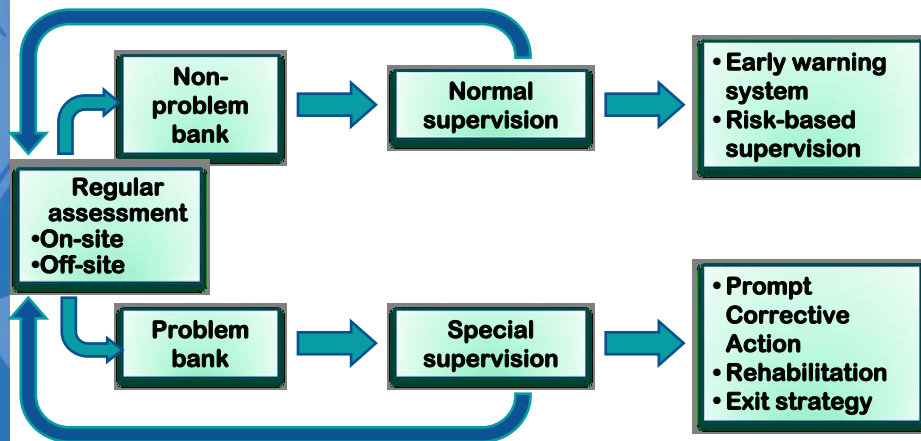 Non-
problem
bank
Normal
supervision
• Early warning
system
• Risk-based
supervision
Regular
assessment
•On-site
•Off-site
Problem
bank
Special
supervision
• Prompt
Corrective
Action
• Rehabilitation
• Exit strategy